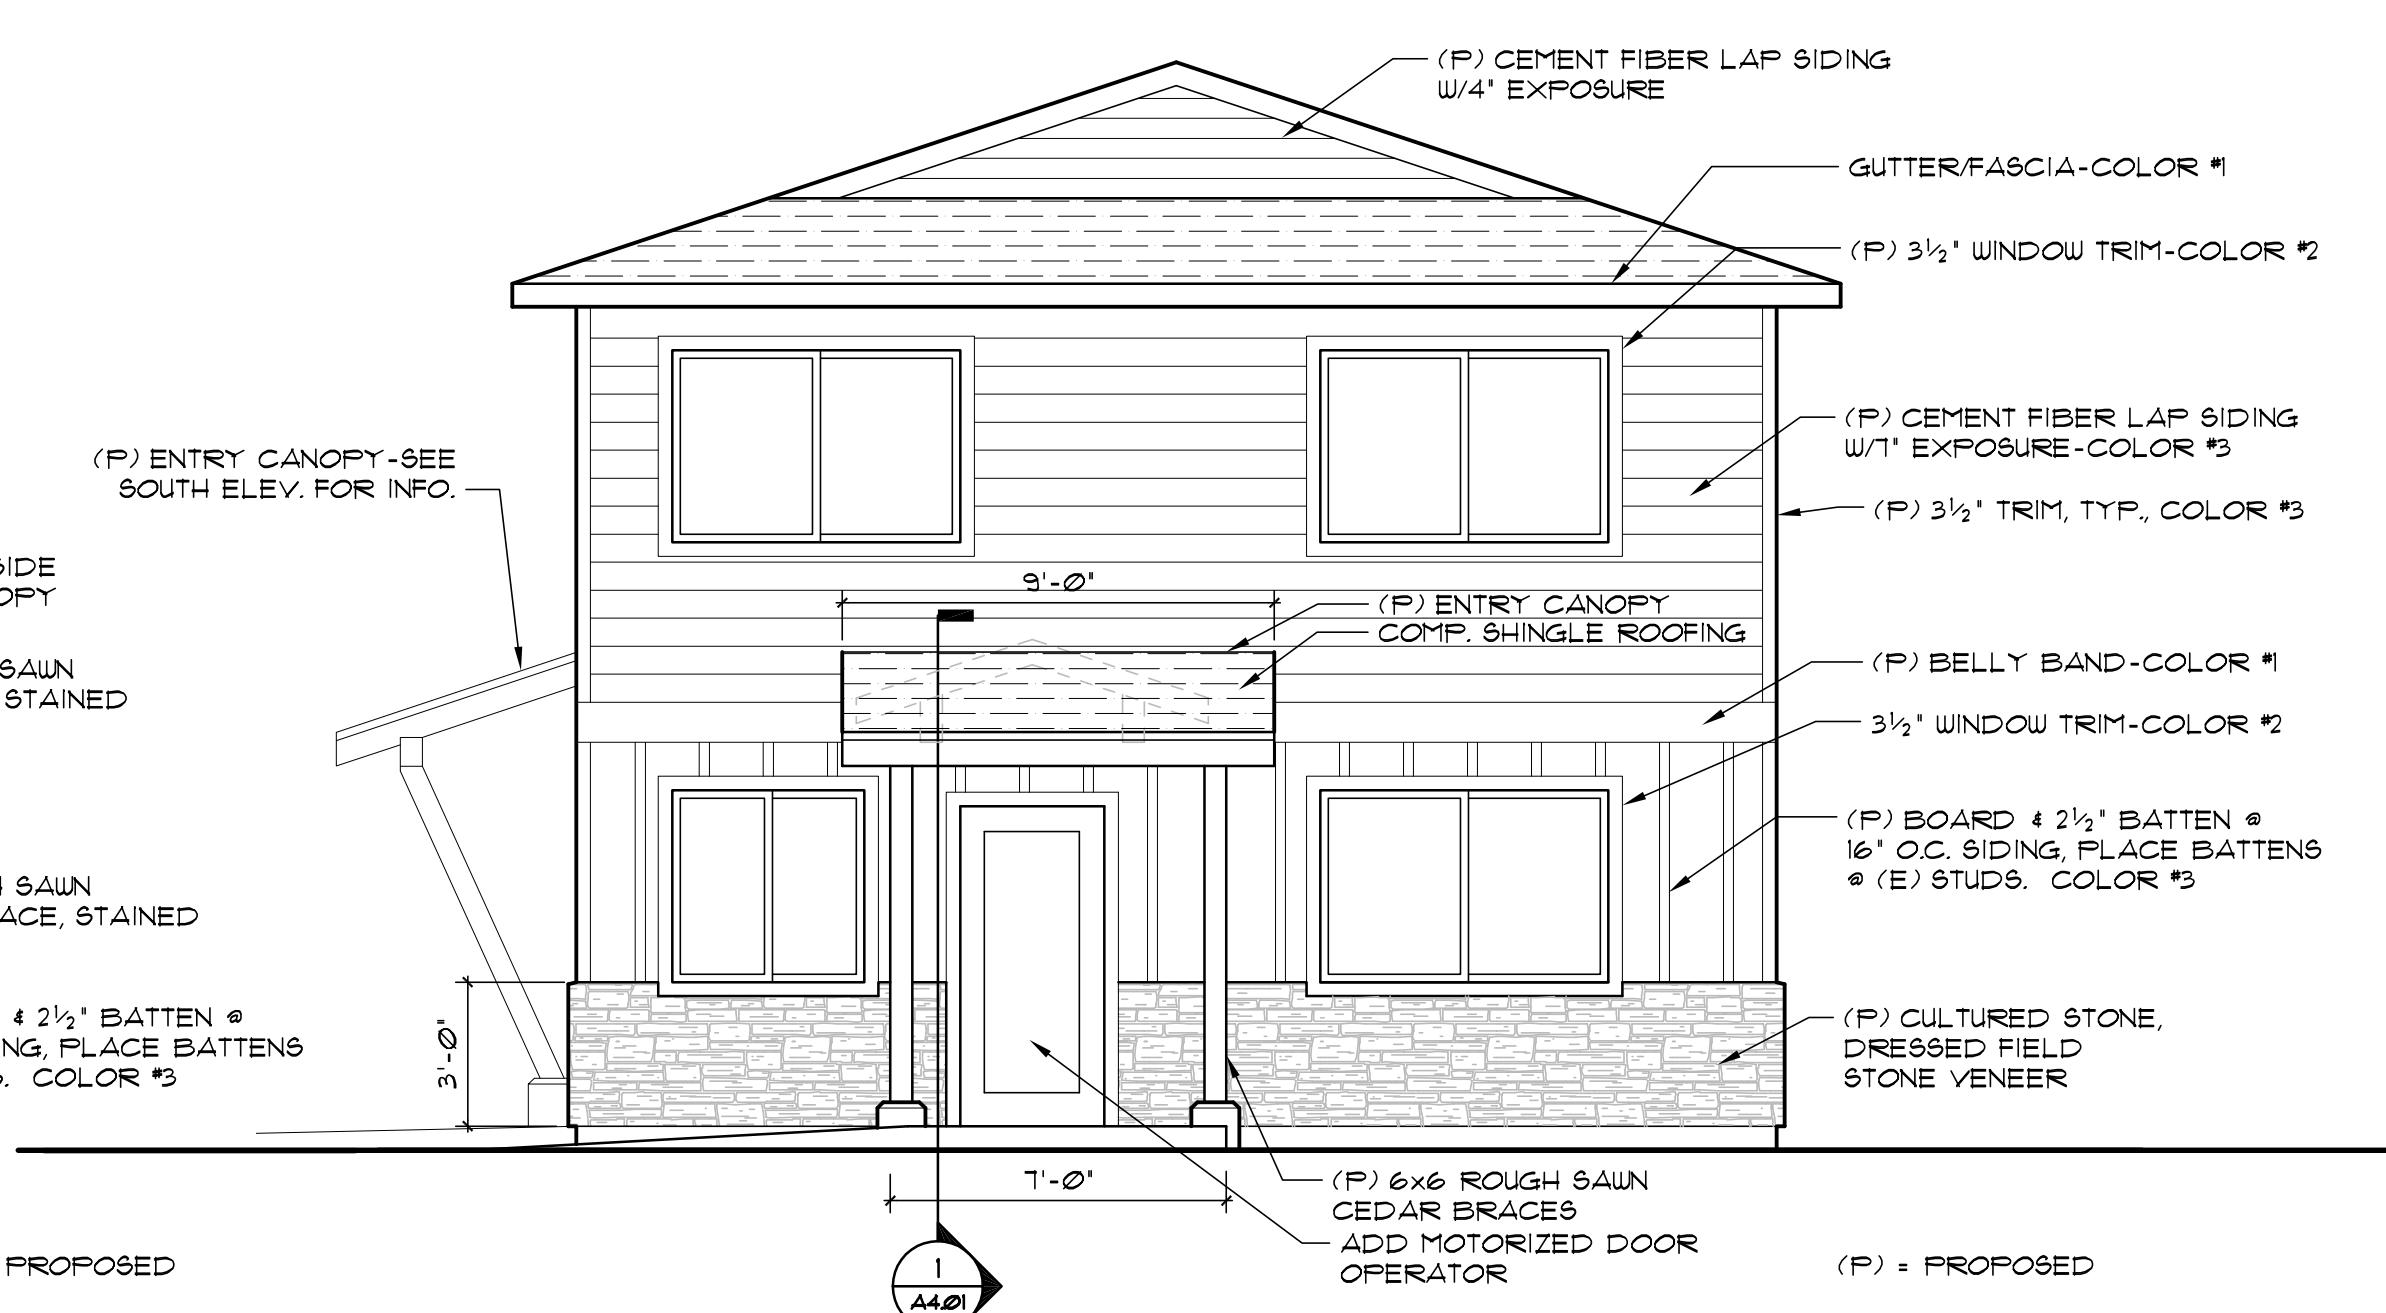 (P) CEMENT FIBER LAP SIDING
W/4" EXPOSURE
GUTTER/FASCIA-COLOR #1
(P) 3½" WINDOW TRIM-COLOR #2
(P) CEMENT FIBER LAP SIDING
W/7" EXPOSURE-COLOR #3
(P) 3½" TRIM, TYP., COLOR #3
(P) ENTRY CANOPY-SEE
SOUTH ELEV. FOR INFO.
SIDE
OPY
SAWN
STAINED
9'-0"
(P) ENTRY CANOPY
COMP. SHINGLE ROOFING
(P) BELLY BAND-COLOR #1
3½" WINDOW TRIM-COLOR #2
(P) BOARD & 2½" BATTEN @
16" O.C. SIDING, PLACE BATTENS
@ (E) STUDS. COLOR #3
SAWN
ACE, STAINED
& 2½" BATTEN @
NG, PLACE BATTENS
S. COLOR #3
3'-0"
(P) CULTURED STONE,
DRESSED FIELD
STONE VENEER
7'-0"
(P) 6x6 ROUGH SAWN
CEDAR BRACES
ADD MOTORIZED DOOR
OPERATOR
1
A4.01
PROPOSED
(P) = PROPOSED